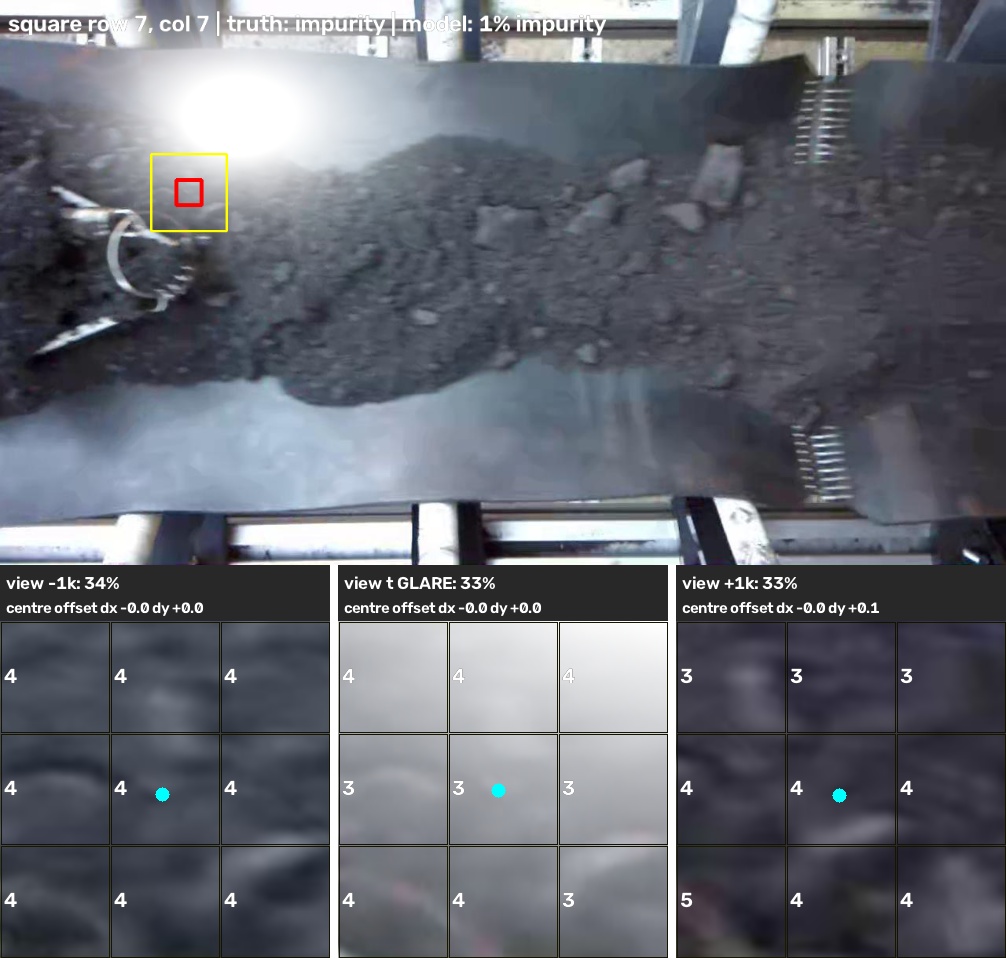 square row 7, col 7 | truth: impurity | model: 1% impurity
view -1k: 34%
centre offset dx -0.0 dy +0.0
view t GLARE: 33%
centre offset dx -0.0 dy +0.0
view +1k: 33%
centre offset dx -0.0 dy +0.1
4 4 4 4 4 4 3 3 3
4 4 4 3 3 3 4 4 4
4 4 4 4 4 3 5 4 4